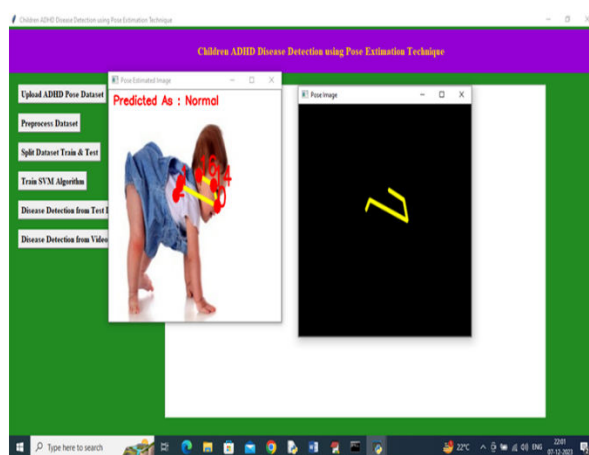 Children ADHD Disease Detection using Pose Extimation Technique
Children ADHD Disease Detection using Pose Extimation Technique
Pose Estimated Image
Pose Image
Upload ADHD Pose Dataset
Predicted As : Normal
Preprocess Dataset
Split Dataset Train & Test
Train SVM Algorithm
Disease Detection from Test
Disease Detection from Video
Type here to search
22°C
ENG
22:01
07-12-2023